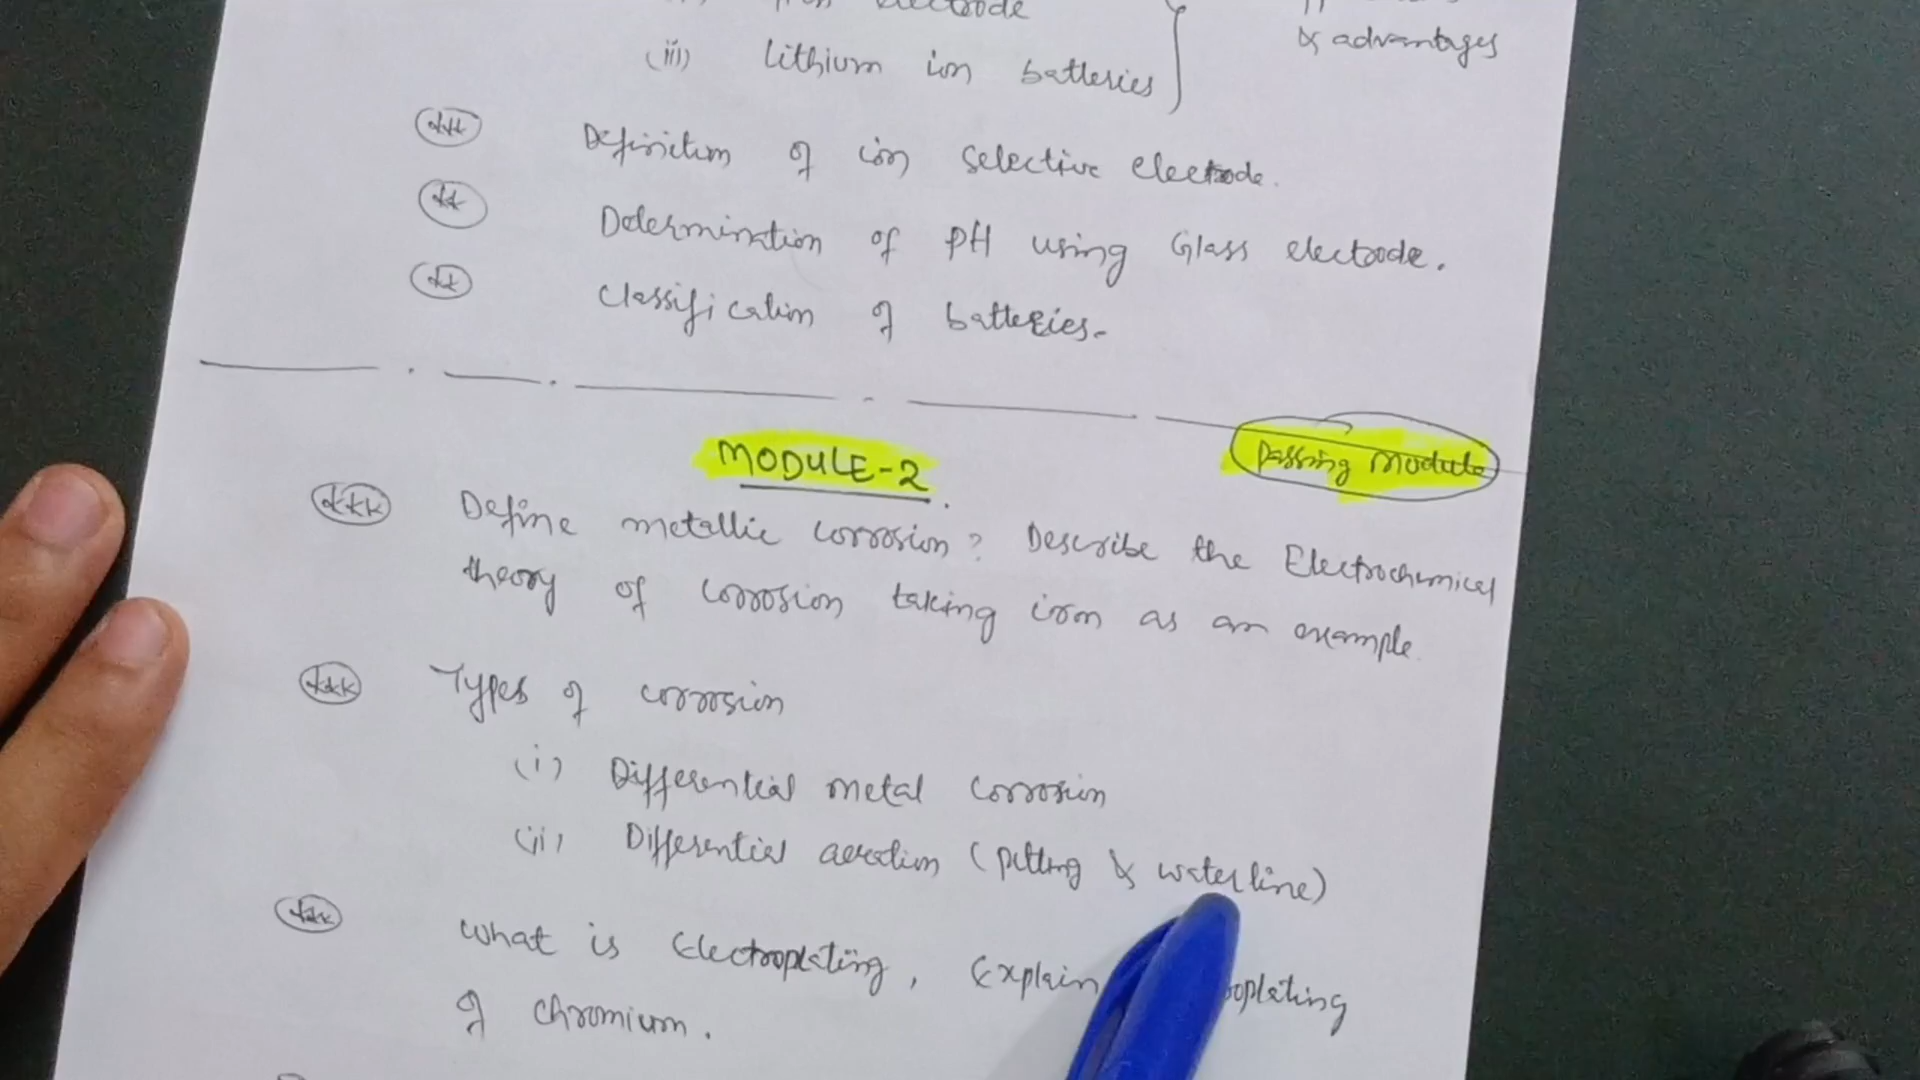 electrode
(iii) Lithium ion batteries
& advantages
*** Definition of ion selective electrode.
** Determination of PH using Glass electrode.
** Classification of batteries.
MODULE-2
Passing Module
*** Define metallic corrosion? Describe the Electrochemical
theory of corrosion taking iron as an example.
*** Types of corrosion
(i) Differential metal corrosion
(ii) Differential aeration (pitting & waterline)
*** What is Electroplating, Explain oplating
of chromium.